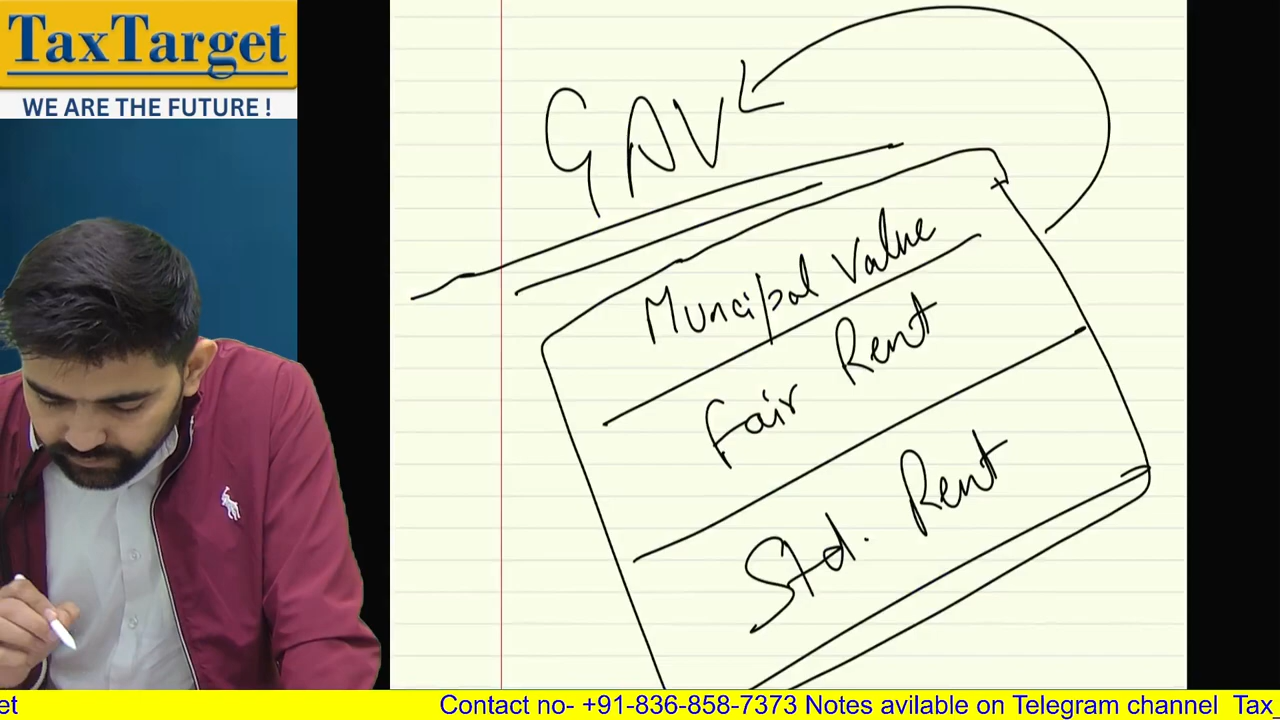 TaxTarget
WE ARE THE FUTURE !
GAV
Muncipal Value
Fair Rent
Std. Rent
et Contact no- +91-836-858-7373 Notes avilable on Telegram channel Tax